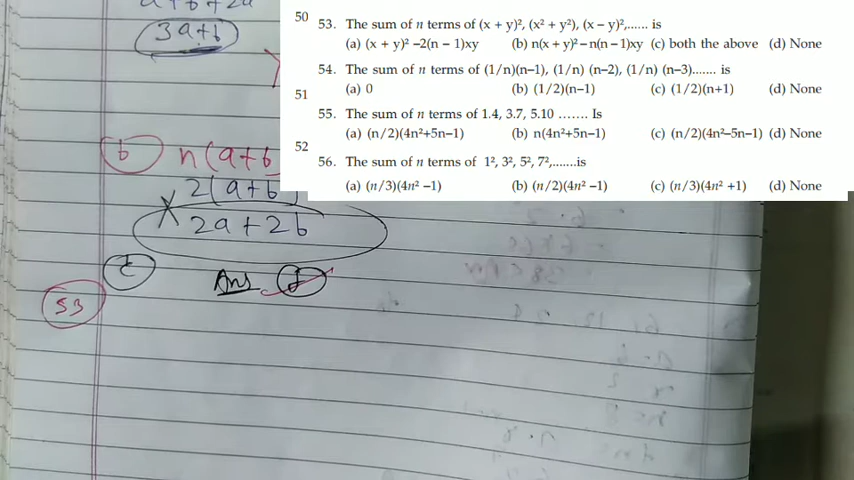 a+b+2a
3a+b
50
53. The sum of n terms of (x + y)², (x² + y²), (x – y)²,...... is
(a) (x + y)² –2(n – 1)xy (b) n(x + y)² – n(n – 1)xy (c) both the above (d) None
54. The sum of n terms of (1/n)(n–1), (1/n) (n–2), (1/n) (n–3)....... is
51
(a) 0 (b) (1/2)(n–1) (c) (1/2)(n+1) (d) None
55. The sum of n terms of 1.4, 3.7, 5.10 ....... Is
(a) (n/2)(4n²+5n–1) (b) n(4n²+5n–1) (c) (n/2)(4n²–5n–1) (d) None
52
56. The sum of n terms of 1², 3², 5², 7²,.......is
(a) (n/3)(4n² –1) (b) (n/2)(4n² –1) (c) (n/3)(4n² +1) (d) None
b n(a+b)
2(a+b)
2a+2b
c
Ans d
53